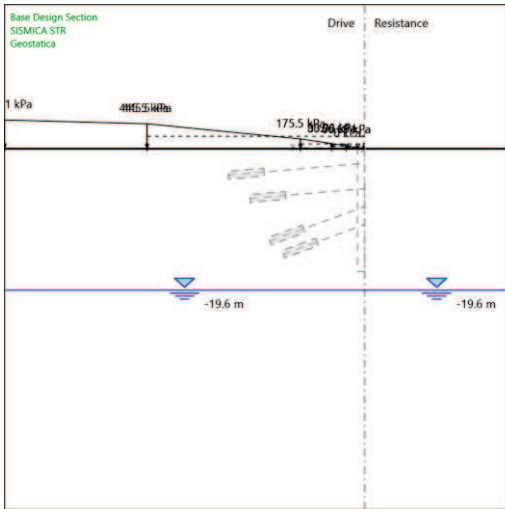 Base Design Section
SISMICA STR
Geostatica
Drive
Resistance
1 kPa
175.5 kPa
-19.6 m
-19.6 m